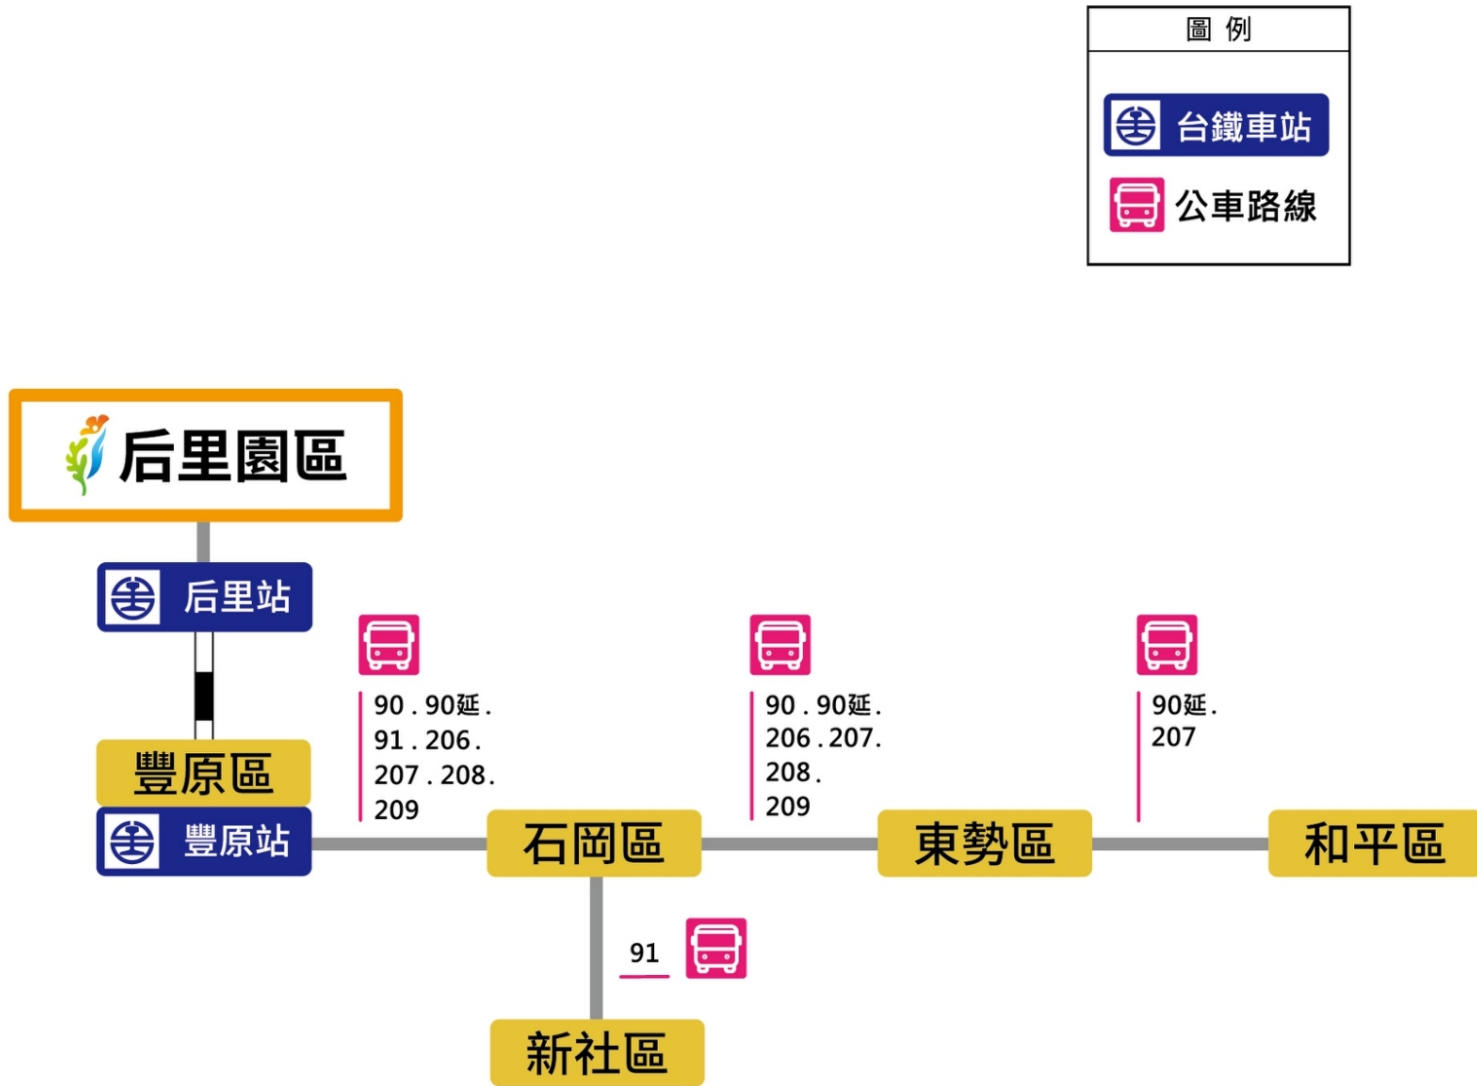 圖例
台鐵車站
公車路線
后里園區
后里站
90 . 90延 .
91 . 206 .
207 . 208 .
209
90 . 90延 .
206 . 207 .
208 .
209
90延 .
207
豐原區
豐原站
石岡區
東勢區
和平區
91
新社區